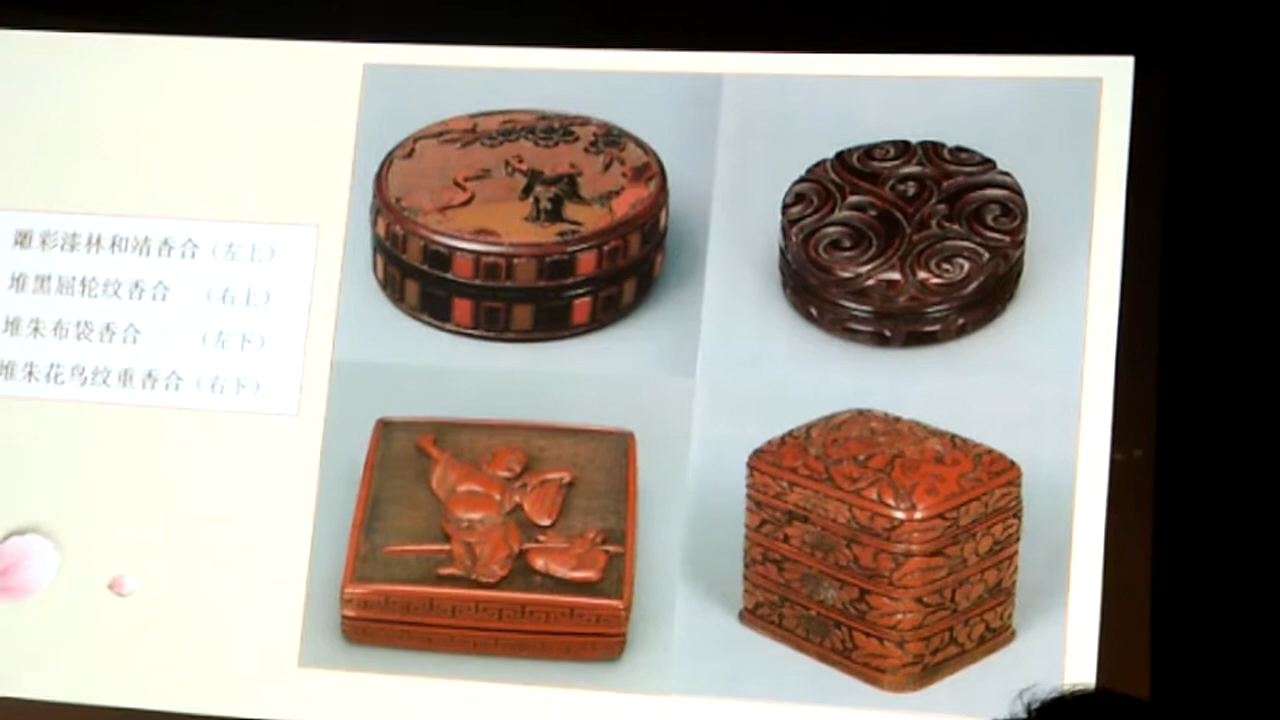 雕彩漆林和靖香合（左上）
堆黑屈轮纹香合 （右上）
堆朱布袋香合 （左下）
堆朱花鸟纹重香合（右下）